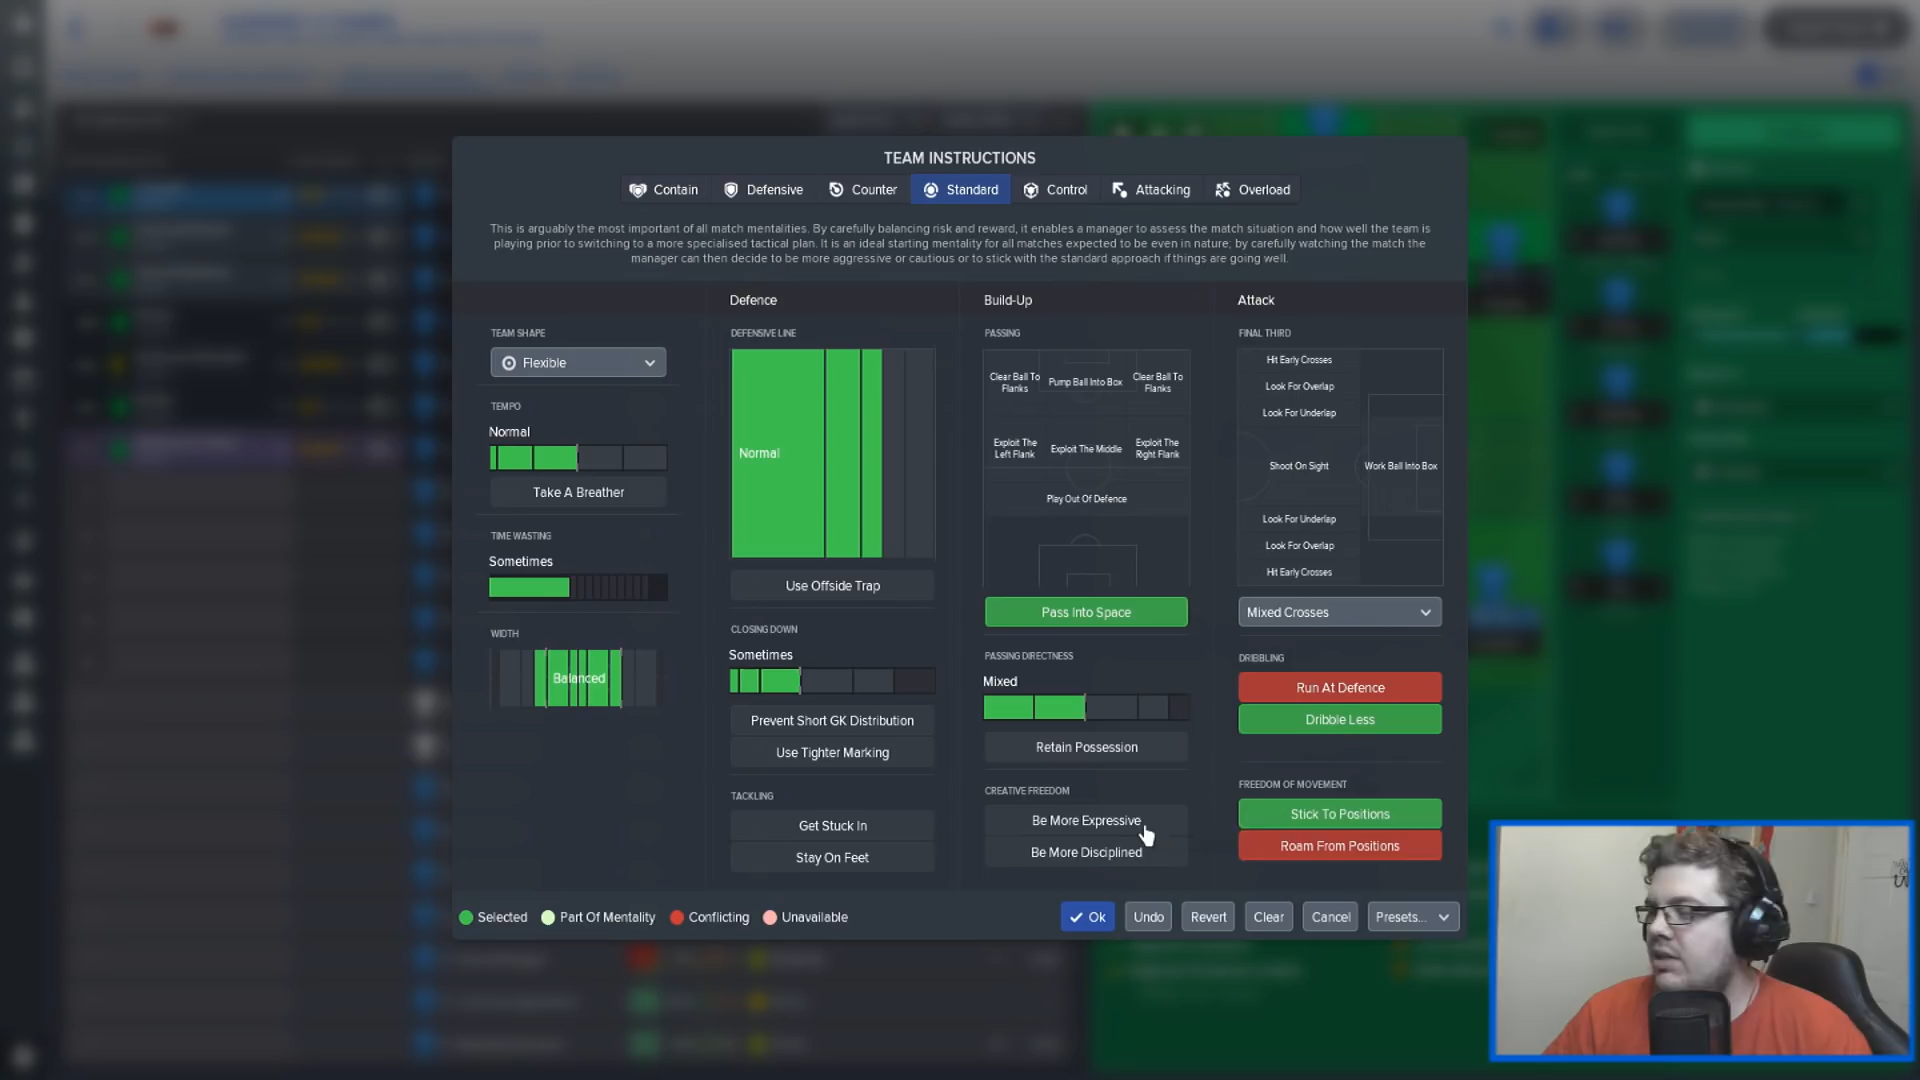 TEAM INSTRUCTIONS
Contain
Defensive
Counter
Standard
Control
Attacking
Overload
This is arguably the most important of all match mentalities. By carefully balancing risk and reward, it enables a manager to assess the match situation and how well the team is
playing prior to switching to a more specialised tactical plan. It is an ideal starting mentality for all matches expected to be even in nature; by carefully watching the match the
manager can then decide to be more aggressive or cautious or to stick with the standard approach if things are going well.
TEAM SHAPE
Flexible
TEMPO
Normal
Take A Breather
TIME WASTING
Sometimes
WIDTH
Balanced
Defence
DEFENSIVE LINE
Normal
Use Offside Trap
CLOSING DOWN
Sometimes
Prevent Short GK Distribution
Use Tighter Marking
TACKLING
Get Stuck In
Stay On Feet
Build-Up
PASSING
Clear Ball To
Flanks
Pump Ball Into Box
Clear Ball To
Flanks
Exploit The
Left Flank
Exploit The Middle
Exploit The
Right Flank
Play Out Of Defence
Pass Into Space
PASSING DIRECTNESS
Mixed
Retain Possession
CREATIVE FREEDOM
Be More Expressive
Be More Disciplined
Attack
FINAL THIRD
Hit Early Crosses
Look For Overlap
Look For Underlap
Shoot On Sight
Work Ball Into Box
Look For Underlap
Look For Overlap
Hit Early Crosses
Mixed Crosses
DRIBBLING
Run At Defence
Dribble Less
FREEDOM OF MOVEMENT
Stick To Positions
Roam From Positions
Selected
Part Of Mentality
Conflicting
Unavailable
Ok
Undo
Revert
Clear
Cancel
Presets...